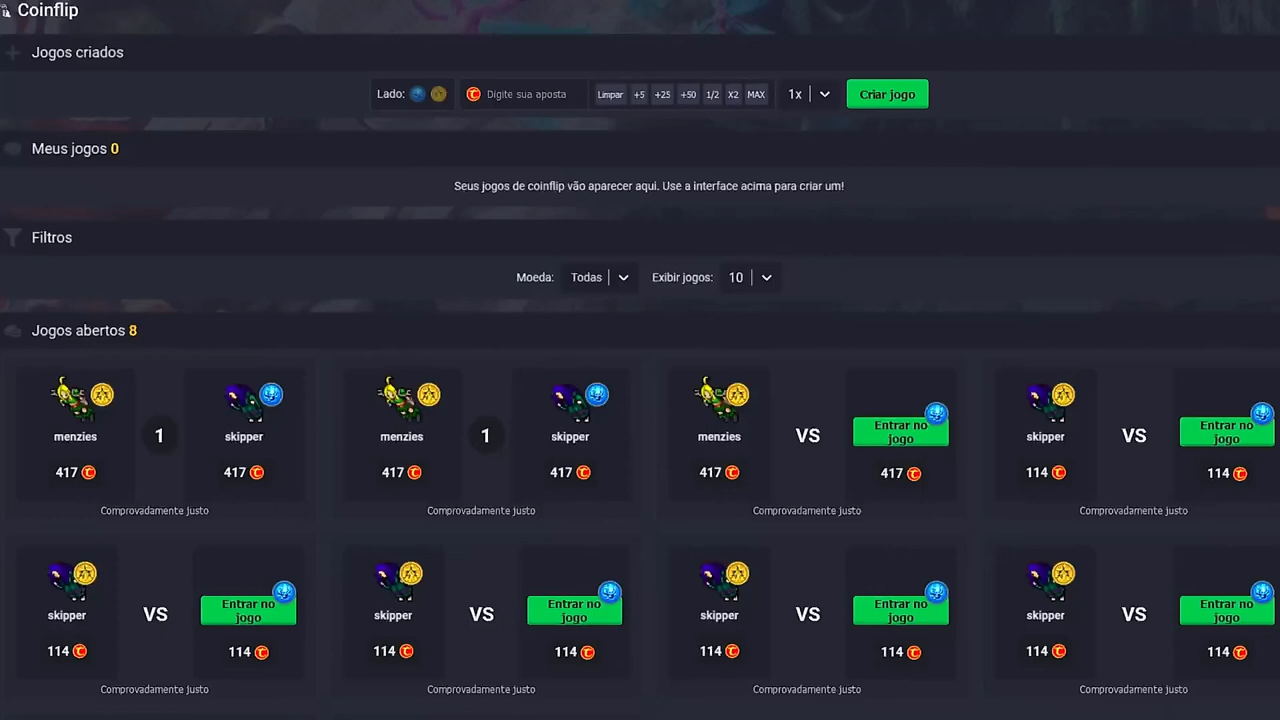 Coinflip
Jogos criados
Lado:
Digite sua aposta
Limpar +5 +25 +50 1/2 X2 MAX
1x
Criar jogo
Meus jogos 0
Seus jogos de coinflip vão aparecer aqui. Use a interface acima para criar um!
Filtros
Moeda: Todas
Exibir jogos: 10
Jogos abertos 8
menzies 1 skipper
417 417
Comprovadamente justo
menzies 1 skipper
417 417
Comprovadamente justo
menzies VS Entrar no
jogo
417 417
Comprovadamente justo
skipper VS Entrar no
jogo
114 114
Comprovadamente justo
skipper VS Entrar no
jogo
114 114
Comprovadamente justo
skipper VS Entrar no
jogo
114 114
Comprovadamente justo
skipper VS Entrar no
jogo
114 114
Comprovadamente justo
skipper VS Entrar no
jogo
114 114
Comprovadamente justo